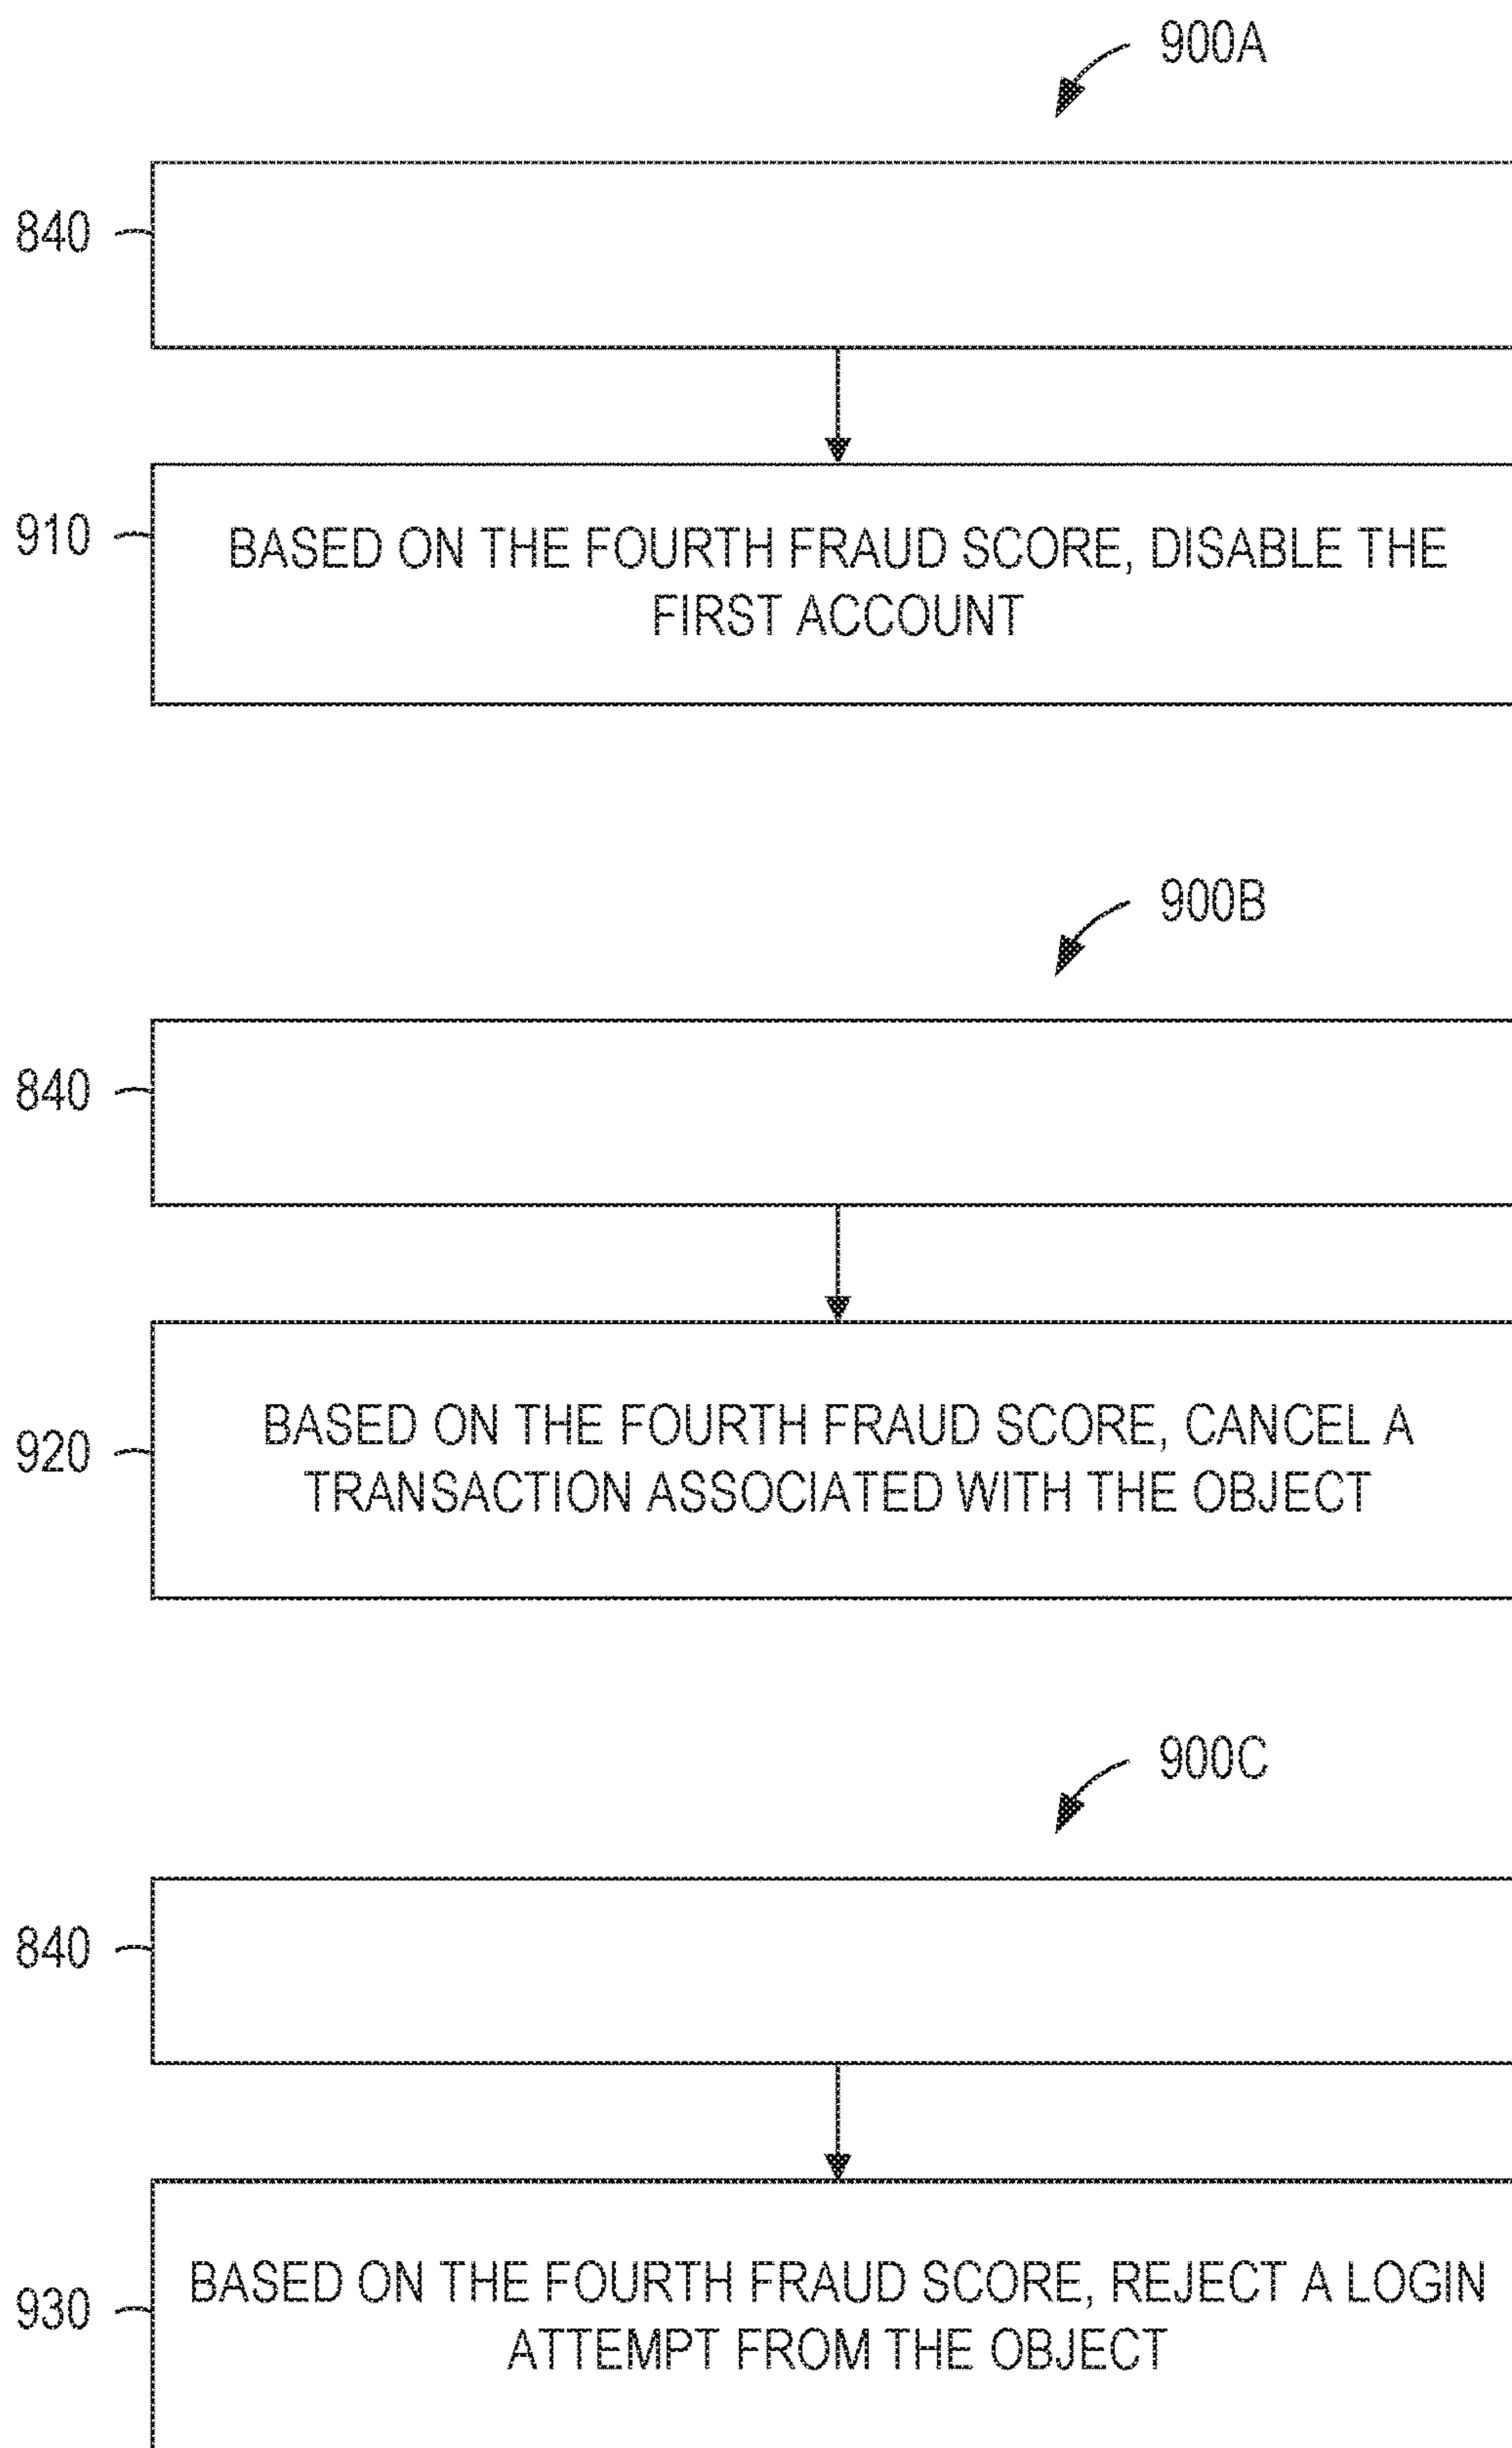 900A
840
910
BASED ON THE FOURTH FRAUD SCORE, DISABLE THE
FIRST ACCOUNT
900B
840
920
BASED ON THE FOURTH FRAUD SCORE, CANCEL A
TRANSACTION ASSOCIATED WITH THE OBJECT
900C
840
930
BASED ON THE FOURTH FRAUD SCORE, REJECT A LOGIN
ATTEMPT FROM THE OBJECT